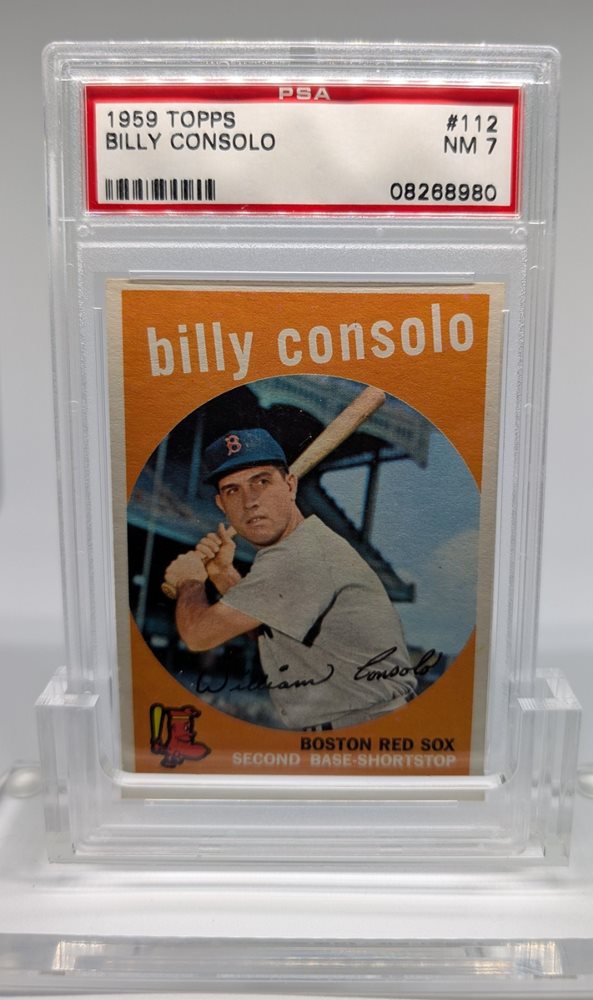 PSA
1959 TOPPS #112
BILLY CONSOLO NM 7
08268980
billy consolo
B
William Consolo
BOSTON RED SOX
SECOND BASE-SHORTSTOP